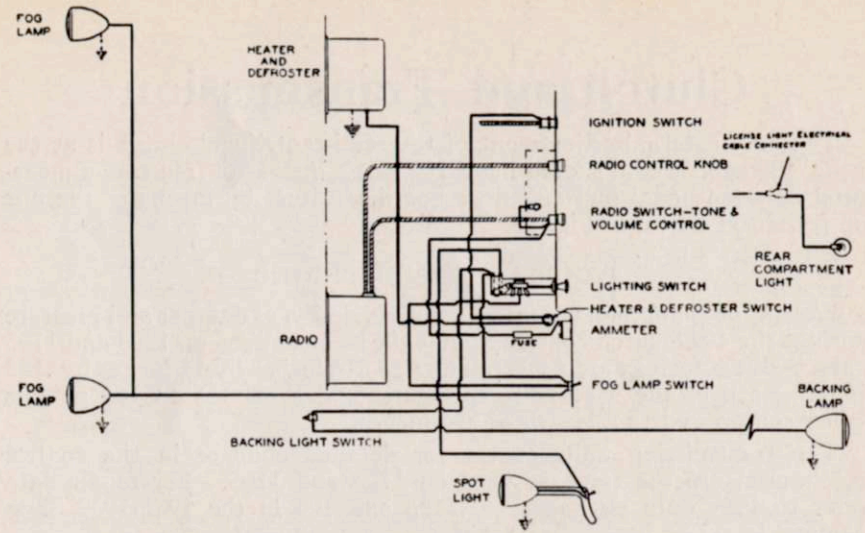 FOG
LAMP
HEATER
AND
DEFROSTER
IGNITION SWITCH
LICENSE LIGHT ELECTRICAL
CABLE CONNECTOR
RADIO CONTROL KNOB
RADIO SWITCH-TONE &
VOLUME CONTROL
REAR
COMPARTMENT
LIGHT
LIGHTING SWITCH
HEATER & DEFROSTER SWITCH
RADIO
AMMETER
FUSE
FOG
LAMP
FOG LAMP SWITCH
BACKING
LAMP
BACKING LIGHT SWITCH
SPOT
LIGHT